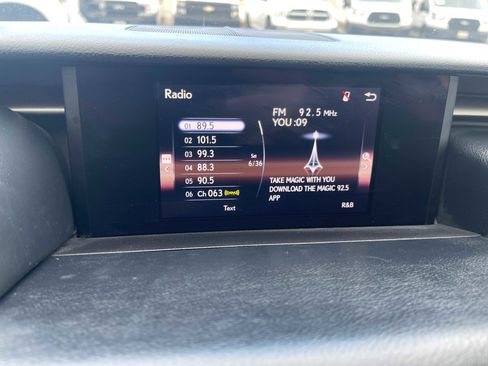 Radio
FM 92.5 MHz
YOU :09
01 89.5
02 101.5
03 99.3
04 88.3
05 90.5
06 Ch 063
6/36
TAKE MAGIC WITH YOU
DOWNLOAD THE MAGIC 92.5
APP
Text
R&B